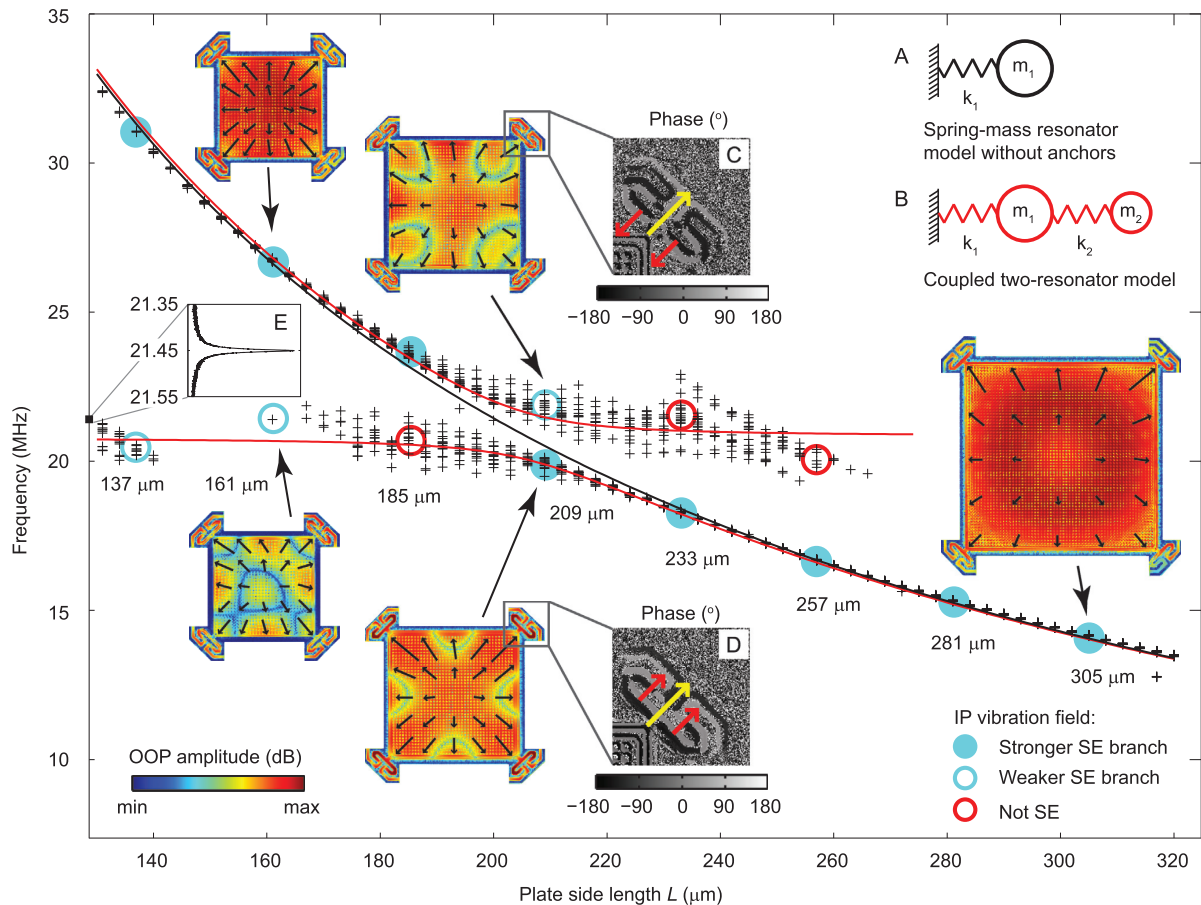 35
30
25
20
15
10
Frequency (MHz)
140
160
180
200
220
240
260
280
300
320
Plate side length L (μm)
21.35
21.45
21.55
E
137 μm
161 μm
185 μm
209 μm
233 μm
257 μm
281 μm
305 μm
Phase (°)
C
−180 −90 0 90 180
Phase (°)
D
−180 −90 0 90 180
A
m1
k1
Spring-mass resonator
model without anchors
B
m1
m2
k1
k2
Coupled two-resonator model
OOP amplitude (dB)
min
max
IP vibration field:
Stronger SE branch
Weaker SE branch
Not SE